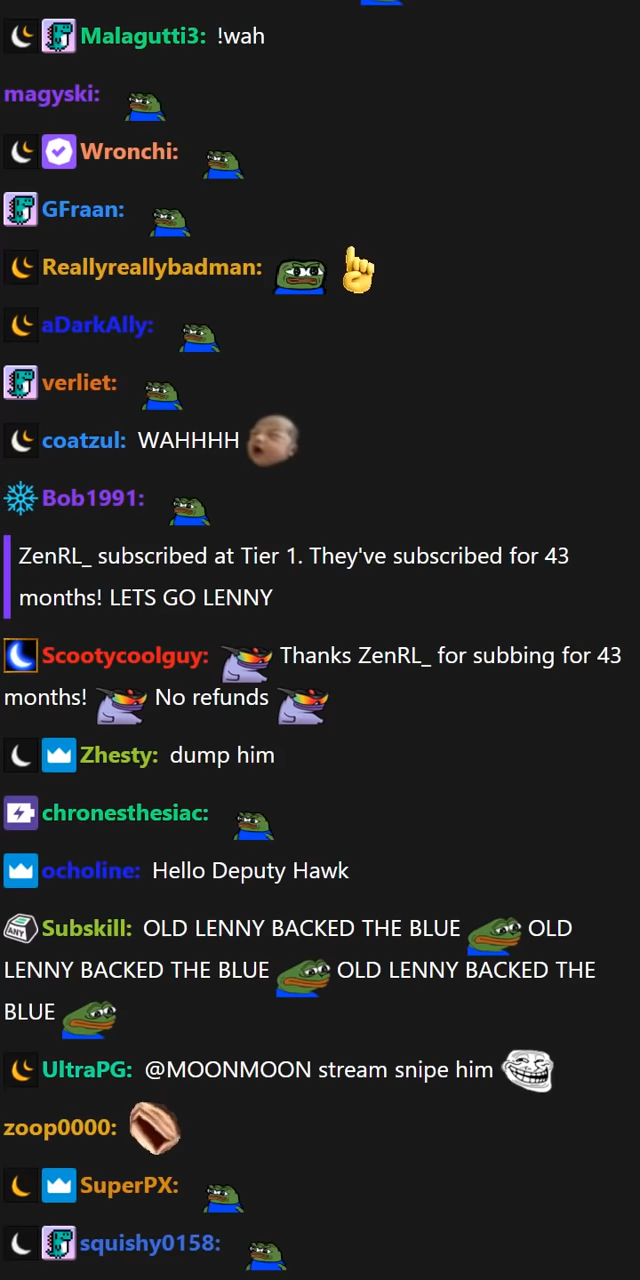 Malagutti3: !wah
magyski:
Wronchi:
GFraan:
Reallyreallybadman:
aDarkAlly:
verliet:
coatzul: WAHHHH
Bob1991:
ZenRL_ subscribed at Tier 1. They've subscribed for 43
months! LETS GO LENNY
Scootycoolguy: Thanks ZenRL_ for subbing for 43
months! No refunds
Zhesty: dump him
chronesthesiac:
ocholine: Hello Deputy Hawk
ANY Subskill: OLD LENNY BACKED THE BLUE OLD
LENNY BACKED THE BLUE OLD LENNY BACKED THE
BLUE
UltraPG: @MOONMOON stream snipe him
zoop0000:
SuperPX:
squishy0158: